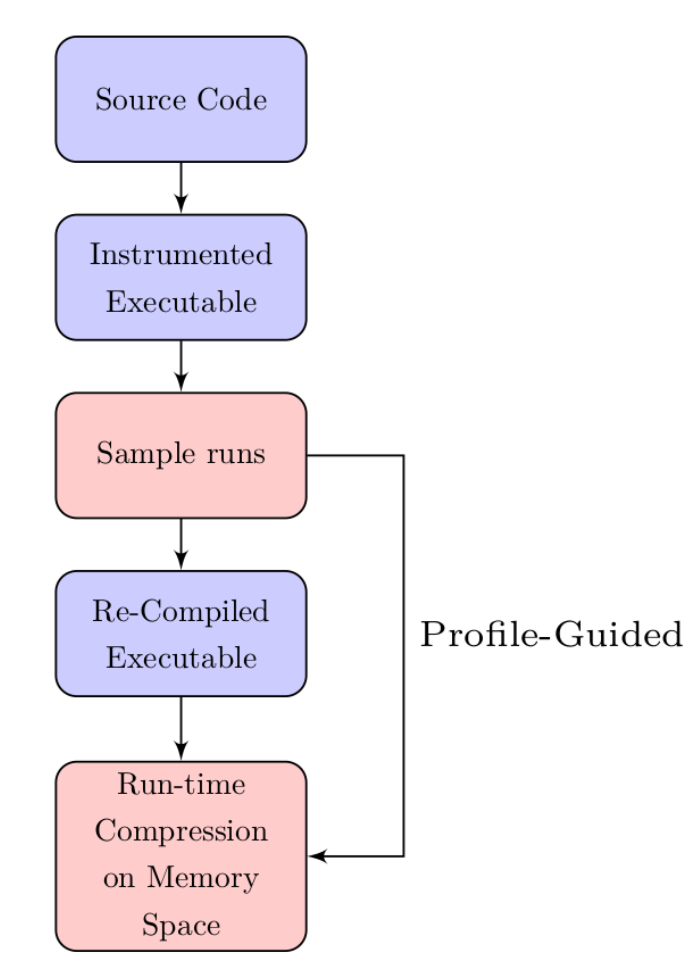 Source Code
Instrumented
Executable
Sample runs
Re-Compiled
Executable
Profile-Guided
Run-time
Compression
on Memory
Space